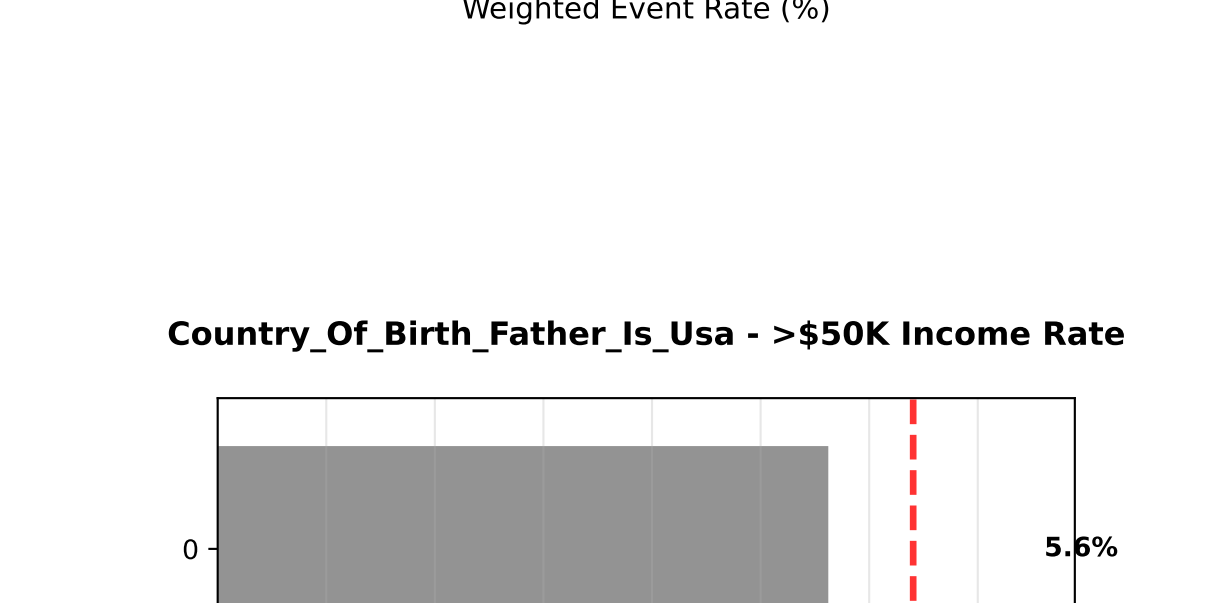 Weighted Event Rate (%)
Country_Of_Birth_Father_Is_Usa - >$50K Income Rate
0
5.6%